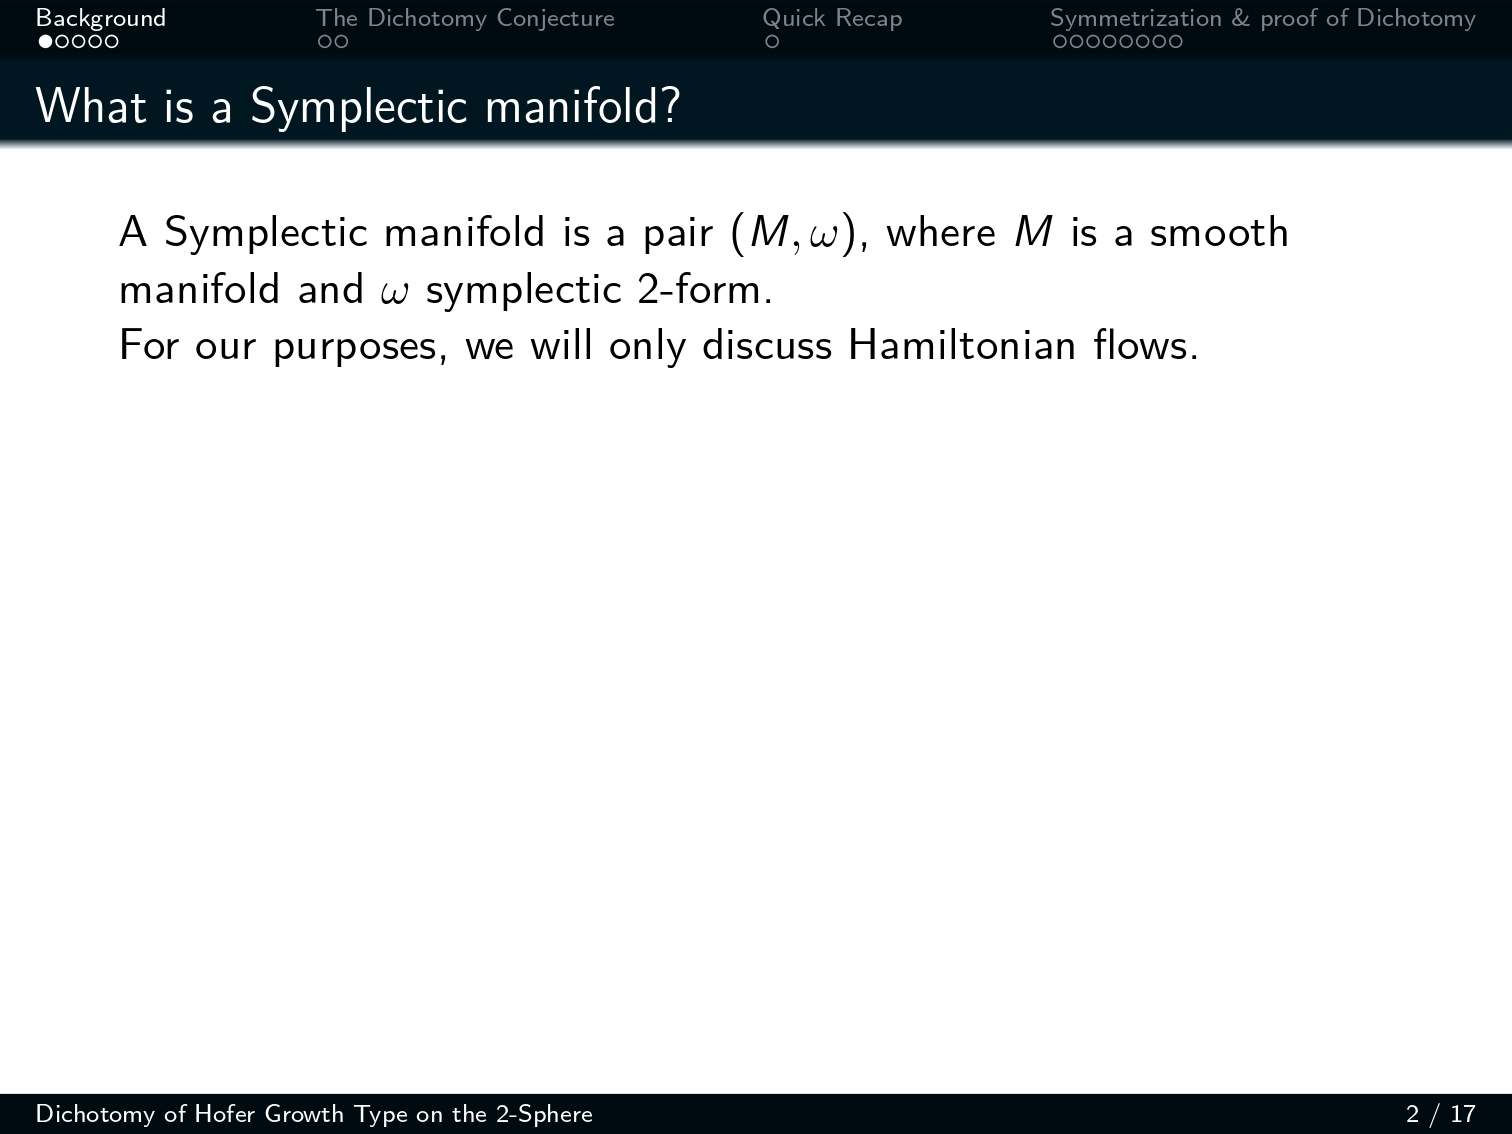 Background
The Dichotomy Conjecture
Quick Recap
Symmetrization & proof of Dichotomy
What is a Symplectic manifold?
A Symplectic manifold is a pair (M, ω), where M is a smooth
manifold and ω symplectic 2-form.
For our purposes, we will only discuss Hamiltonian flows.
Dichotomy of Hofer Growth Type on the 2-Sphere
2 / 17